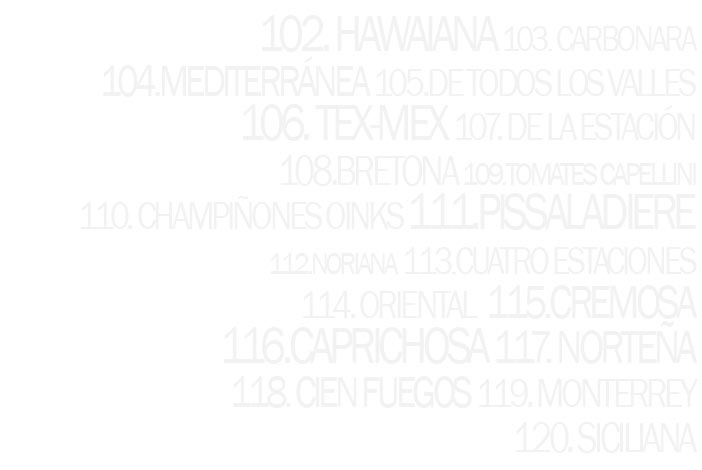 102. HAWAIANA 103. CARBONARA
104.MEDITERRÁNEA 105.DE TODOS LOS VALLES
106. TEX-MEX 107. DE LA ESTACIÓN
108.BRETONA 109.TOMATES CAPELLINI
110. CHAMPIÑONES OINKS 111.PISSALADIERE
112.NORIANA 113.CUATRO ESTACIONES
114. ORIENTAL 115.CREMOSA
116.CAPRICHOSA 117. NORTEÑA
118. CIEN FUEGOS 119. MONTERREY
120. SICILIANA